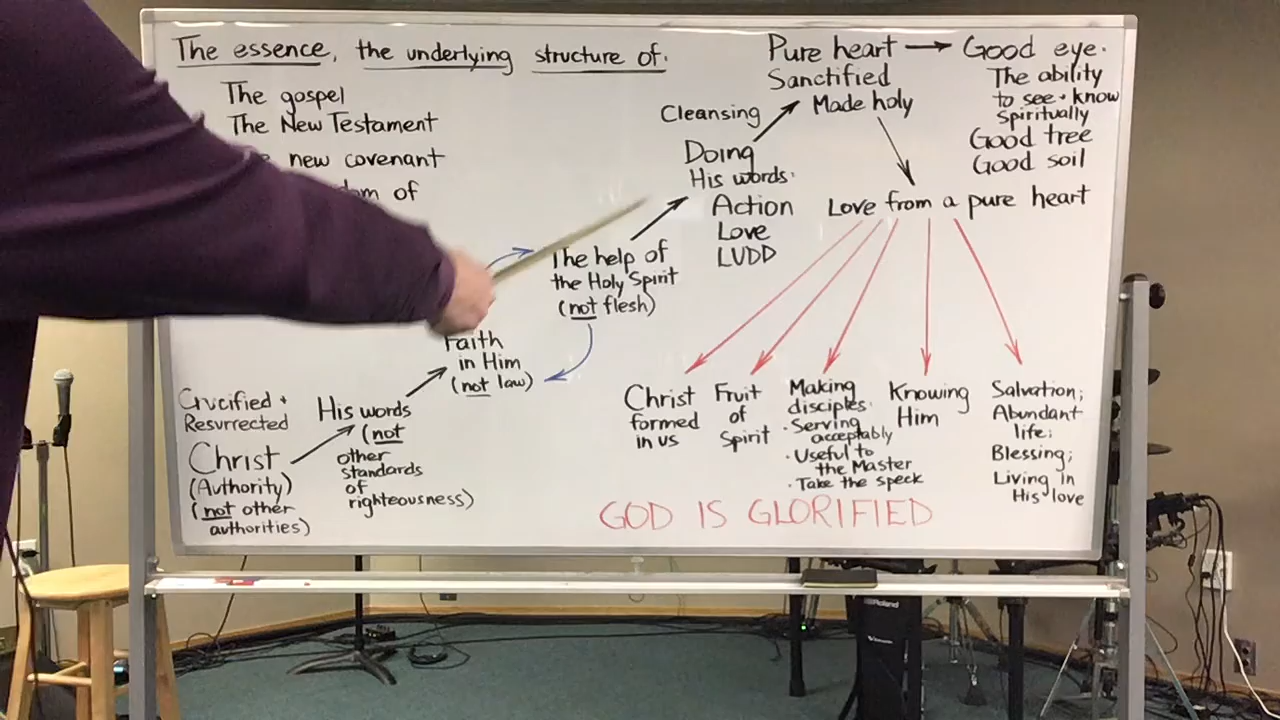 The essence, the underlying structure of:
The gospel
The New Testament
new covenant
of
Crucified +
Resurrected
Christ
(Authority)
(not other
authorities)
His words
(not
other
standards
of
righteousness)
Faith
in Him
(not law)
The help of
the Holy Spirit
(not flesh)
Cleansing
Doing
His words:
Action
Love
LUDD
Pure heart → Good eye.
Sanctified
Made holy
The ability
to see + know
Spiritually
Good tree
Good soil
Love from a pure heart
Christ
formed
in us
Fruit
of
Spirit
Making
disciples:
· Serving
acceptably
· Useful to
the Master
· Take the speck
Knowing
Him
Salvation;
Abundant
life;
Blessing;
Living in
His love
GOD IS GLORIFIED
Roland